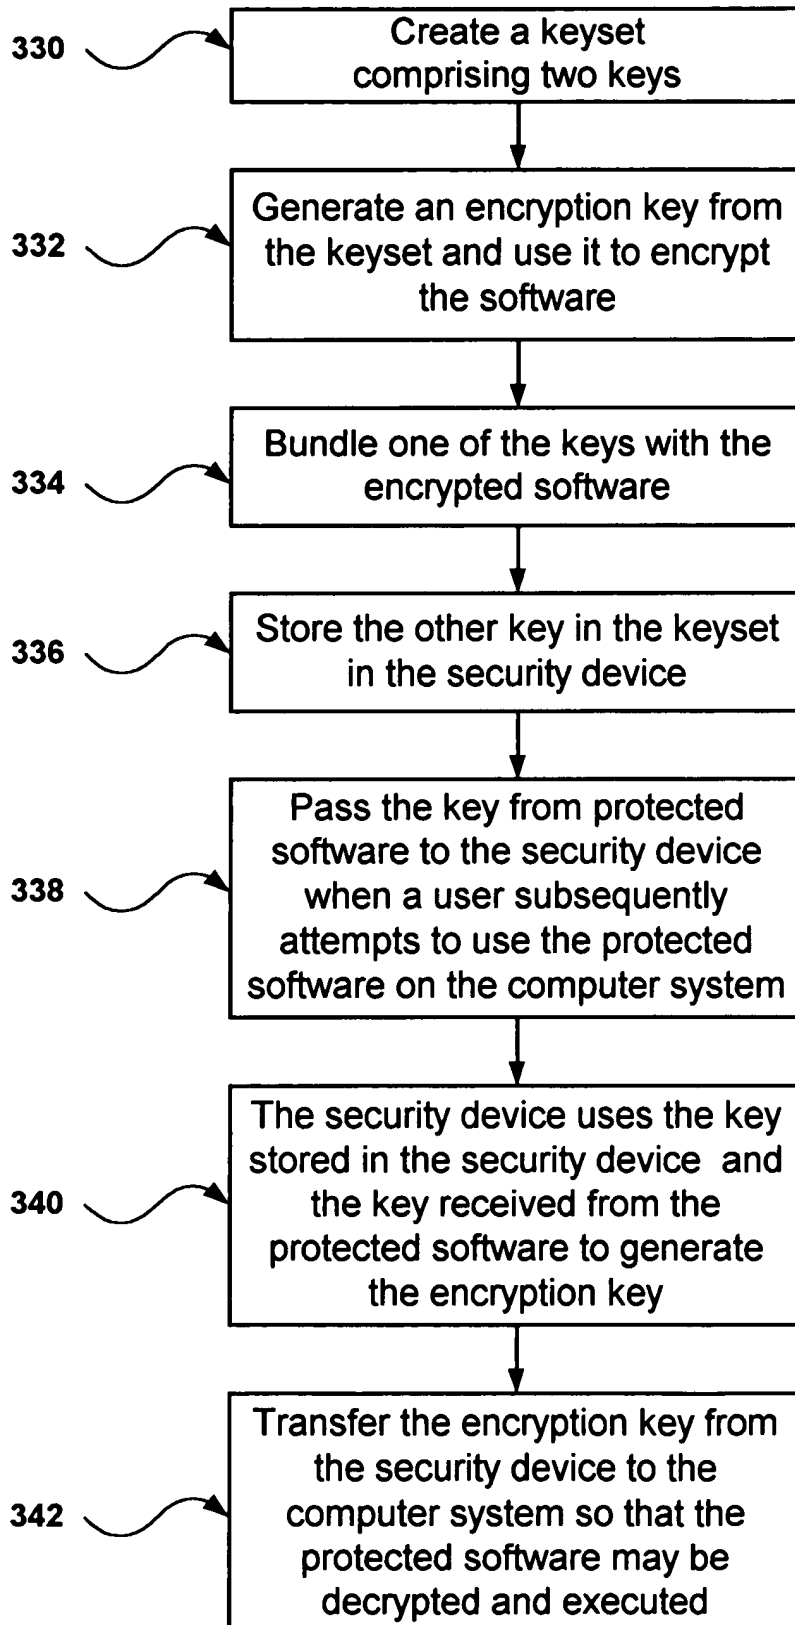 330
Create a keyset
comprising two keys
332
Generate an encryption key from
the keyset and use it to encrypt
the software
334
Bundle one of the keys with the
encrypted software
336
Store the other key in the keyset
in the security device
338
Pass the key from protected
software to the security device
when a user subsequently
attempts to use the protected
software on the computer system
340
The security device uses the key
stored in the security device and
the key received from the
protected software to generate
the encryption key
342
Transfer the encryption key from
the security device to the
computer system so that the
protected software may be
decrypted and executed